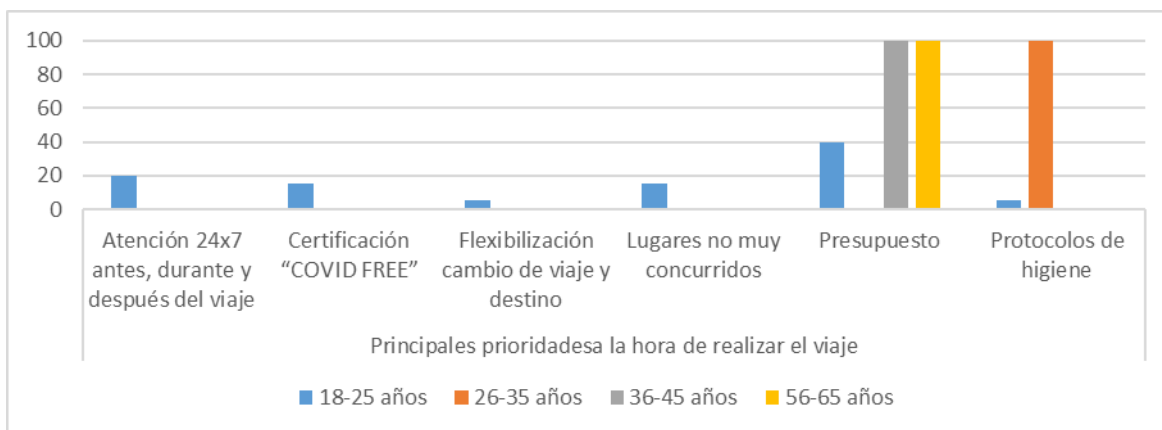 100
80
60
40
20
0
Atención 24x7
antes, durante y
después del viaje
Certificación
“COVID FREE”
Flexibilización
cambio de viaje y
destino
Lugares no muy
concurridos
Presupuesto
Protocolos de
higiene
Principales prioridadesa la hora de realizar el viaje
18-25 años
26-35 años
36-45 años
56-65 años